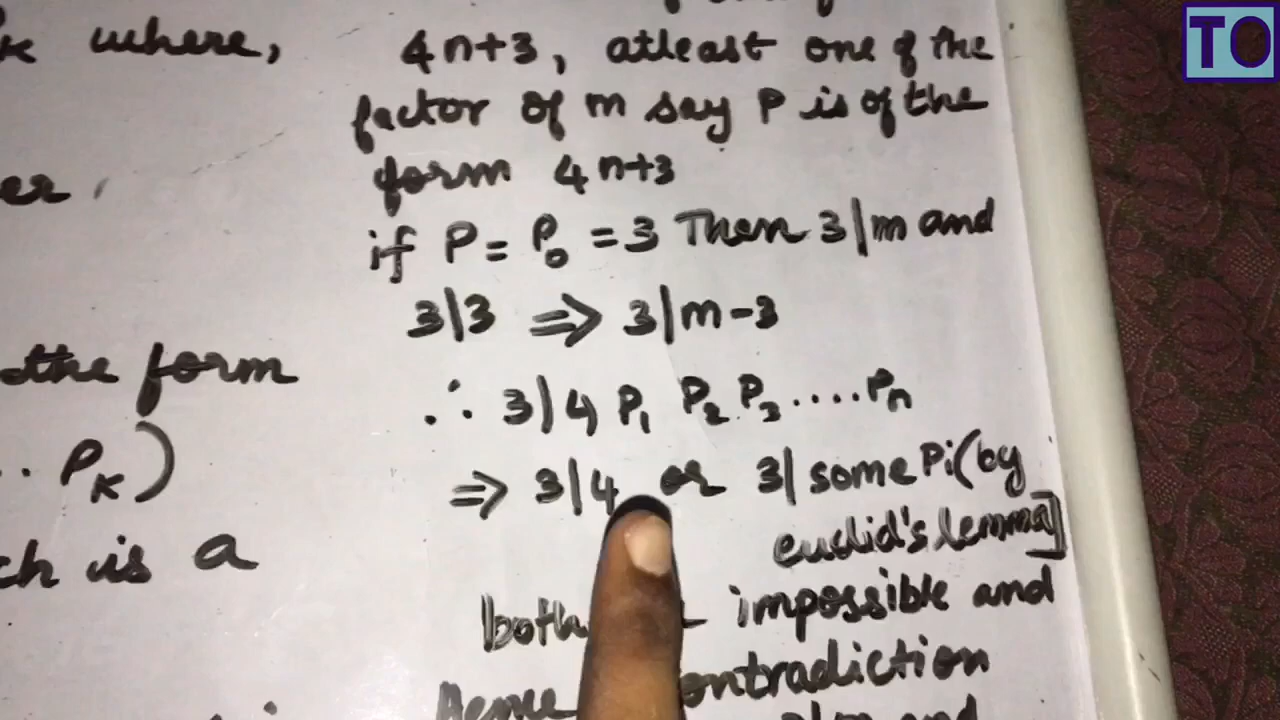 where,
er
the form
.. PK)
ch is a
4n+3, atleast one of the
factor of m say P is of the
form 4n+3
if P = P0 = 3 Then 3|m and
3|3 ⇒ 3|m-3
∴ 3|4 P1 P2 P3 ..... Pn
⇒ 3|4 or 3| some Pi (by
euclid's lemma]
both impossible and
Hence contradiction
and
TO